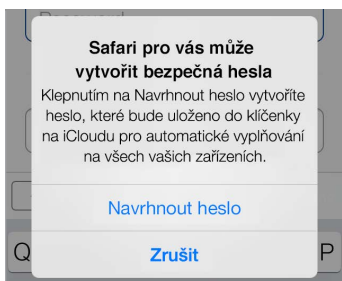 Password
Safari pro vás může
vytvořit bezpečná hesla
Klepnutím na Navrhnout heslo vytvoříte
heslo, které bude uloženo do klíčenky
na iCloudu pro automatické vyplňování
na všech vašich zařízeních.
Navrhnout heslo
Zrušit
Q P